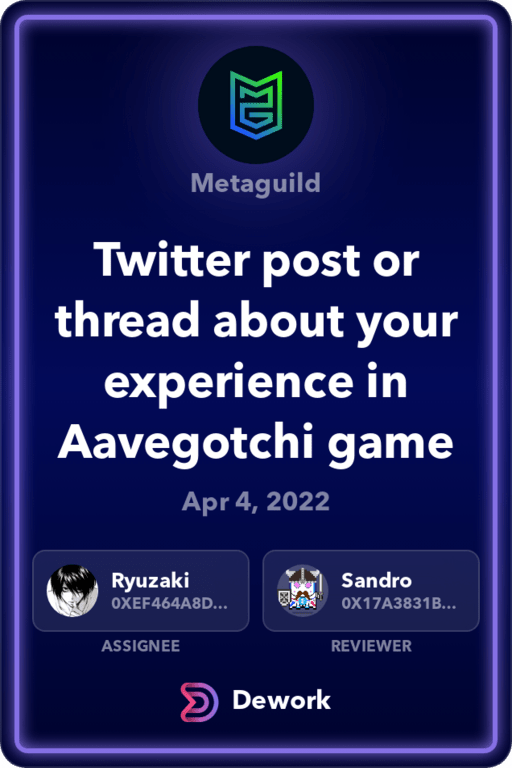 Metaguild
Twitter post or
thread about your
experience in
Aavegotchi game
Apr 4, 2022
Ryuzaki
0XEF464A8D...
Sandro
0X17A3831B...
ASSIGNEE
REVIEWER
Dework